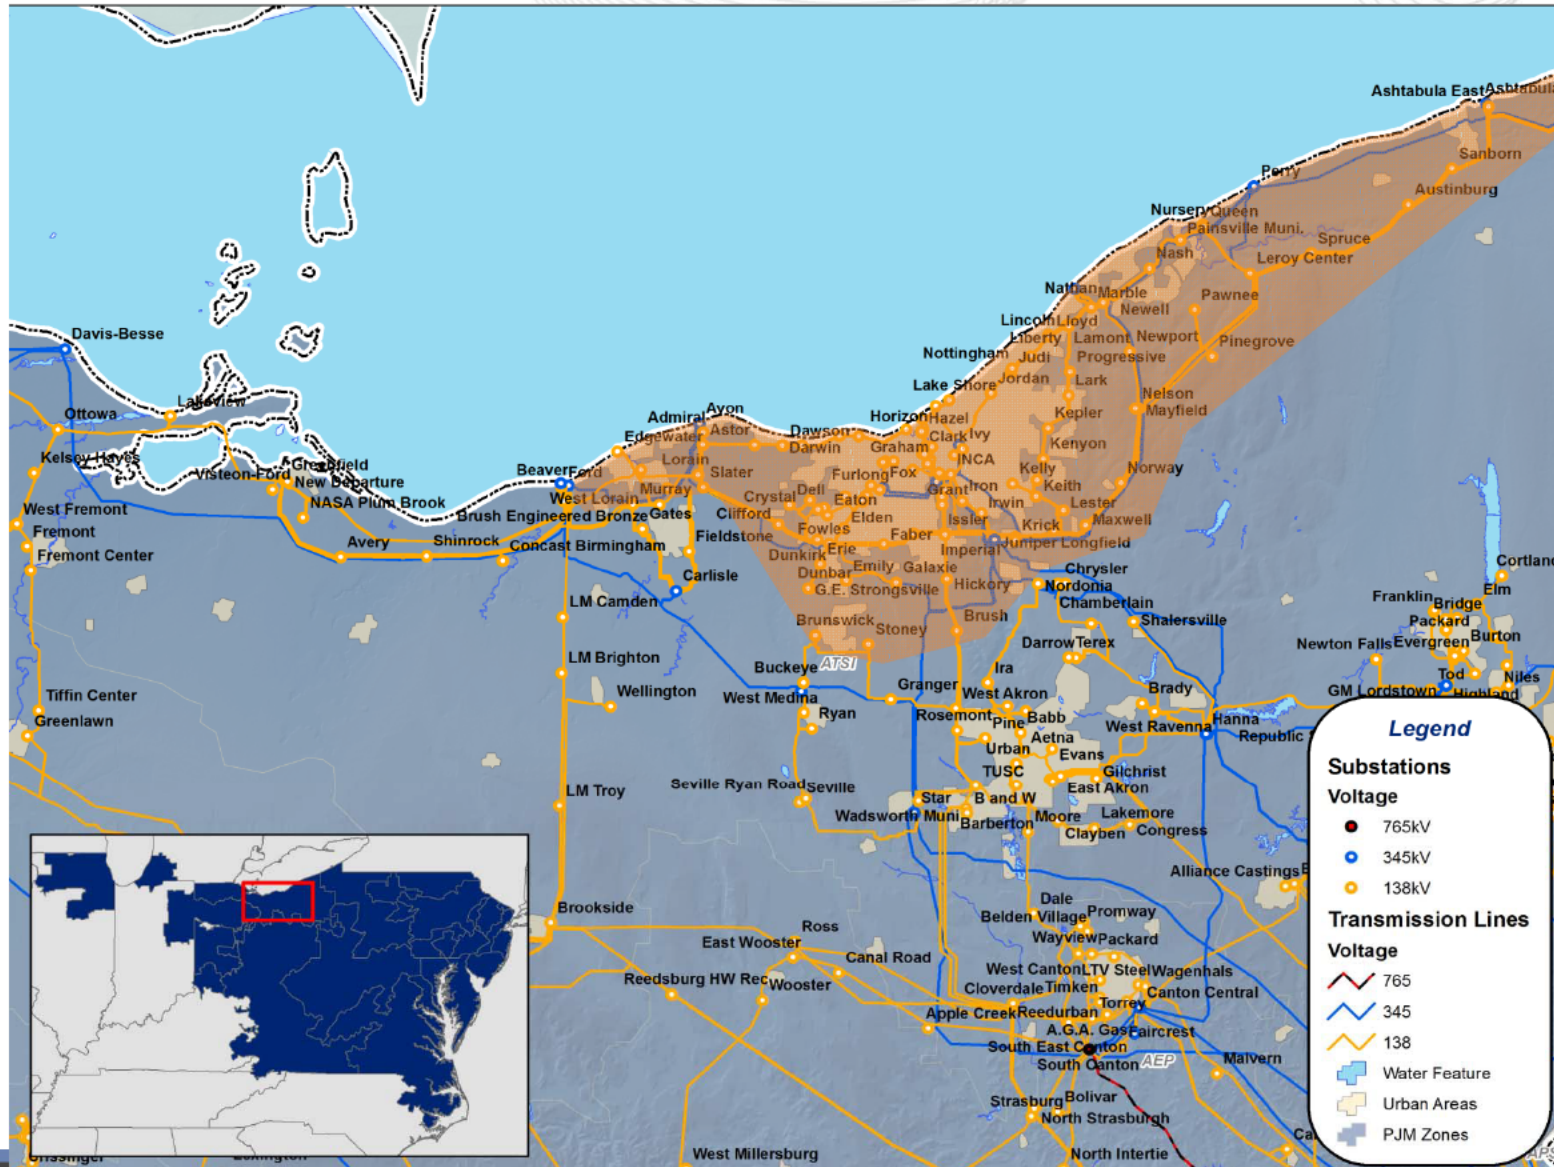 Ashtabula East
Ashtabula
Sanborn
Perry
Austinburg
Nursery
Queen
Painsville Muni.
Spruce
Nash
Leroy Center
Nathan
Marble
Pawnee
Newell
Lincoln
Lloyd
Davis-Besse
Liberty
Lamont
Newport
Pinegrove
Nottingham
Judi
Progressive
Jordan
Lark
Lake Shore
Nelson
Lakeview
Ottowa
Admiral
Avon
Horizon
Hazel
Kepler
Mayfield
Edgewater
Astor
Dawson
Darwin
Graham
Clark
Ivy
Kenyon
Kelsey-Hayes
Greenfield
Lorain
INCA
Visteon-Ford
New Departure
Beaver
Ford
Slater
Furlong
Fox
Kelly
Norway
NASA Plum Brook
West Lorain
Murray
Crystal
Dell
Eaton
Grant
Iron
Keith
West Fremont
Brush Engineered Bronze
Gates
Clifford
Elden
Irwin
Lester
Fremont
Fowles
Issler
Krick
Maxwell
Avery
Shinrock
Concast Birmingham
Fieldstone
Faber
Imperial
Juniper
Longfield
Fremont Center
Dunkirk
Erie
Carlisle
Dunbar
Emily
Galaxie
Chrysler
Cortland
G.E. Strongsville
Hickory
Nordonia
Elm
LM Camden
Chamberlain
Franklin
Bridge
Brunswick
Stoney
Brush
Shalersville
Packard
Newton Falls
Evergreen
Burton
Darrow
Terex
LM Brighton
Buckeye
ATSI
Ira
Tod
Niles
Tiffin Center
Wellington
West Medina
Granger
West Akron
Brady
GM Lordstown
Highland
Greenlawn
Ryan
Rosemont
Pine
Babb
West Ravenna
Hanna
Aetna
Republic
Urban
Evans
TUSC
Gilchrist
LM Troy
Seville Ryan Road
Seville
East Akron
Star
B and W
Wadsworth Muni
Barberton
Moore
Lakemore
Clayben
Congress
Alliance Castings
Brookside
Dale
Belden Village
Promway
Ross
East Wooster
Wayview
Packard
Canal Road
West Canton
LTV Steel
Wagenhals
Reedsburg HW Rec
Wooster
Cloverdale
Timken
Canton Central
Torrey
Apple Creek
Reedurban
A.G.A. Gas
Faircrest
South East Canton
South Canton
AEP
Malvern
Strasburg
Bolivar
North Strasburgh
West Millersburg
North Intertie
Legend
Substations
Voltage
765kV
345kV
138kV
Transmission Lines
Voltage
765
345
138
Water Feature
Urban Areas
PJM Zones